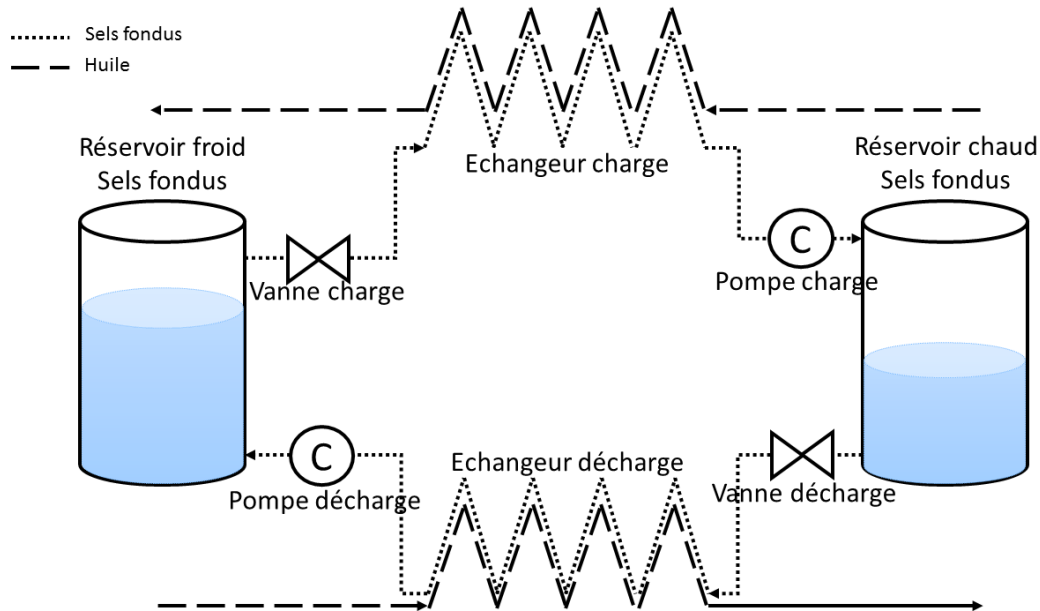 Sels fondus
Huile
Réservoir froid
Sels fondus
Echangeur charge
Réservoir chaud
Sels fondus
C
Vanne charge
Pompe charge
C
Echangeur décharge
Pompe décharge
Vanne décharge